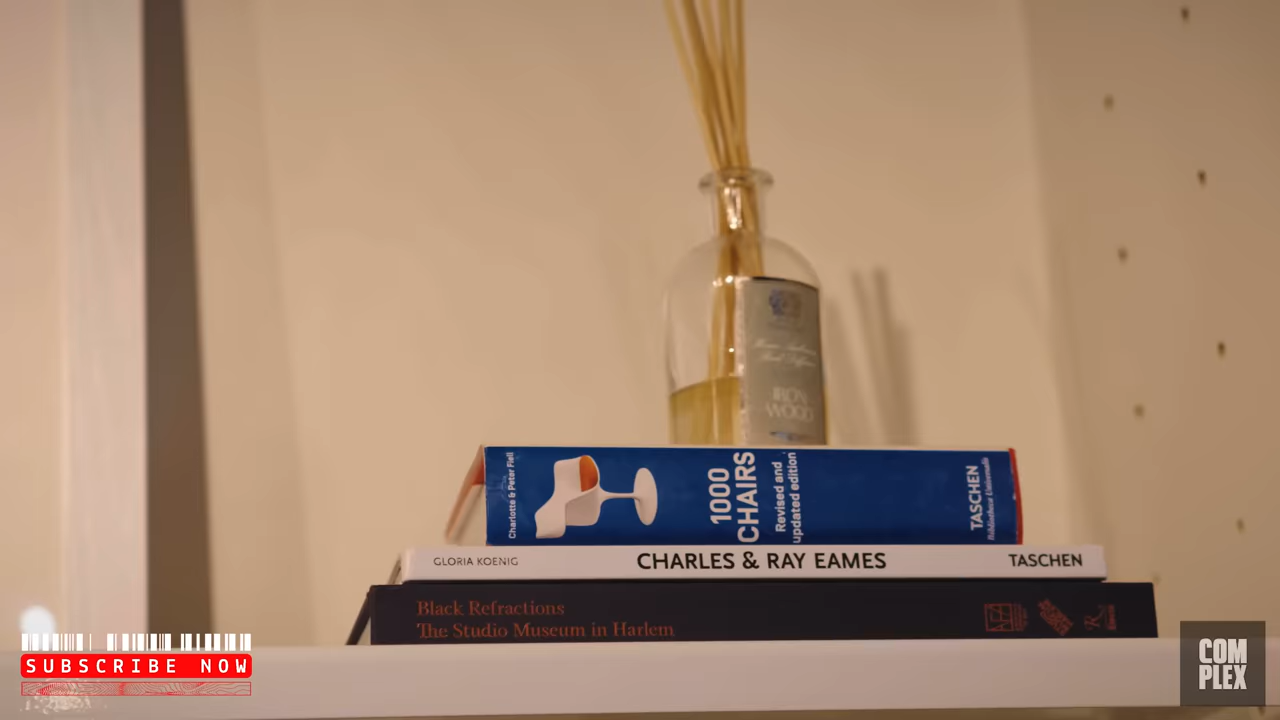 IRON
WOOD
Charlotte & Peter Fiell
1000
CHAIRS
Revised and
updated edition
TASCHEN
Bibliotheca Universalis
GLORIA KOENIG
CHARLES & RAY EAMES
TASCHEN
Black Refractions
The Studio Museum in Harlem
SUBSCRIBE NOW
COM
PLEX